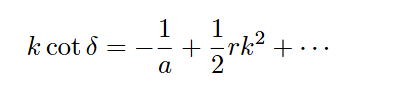 k cot δ = −1/a + 1/2 rk² + ⋯